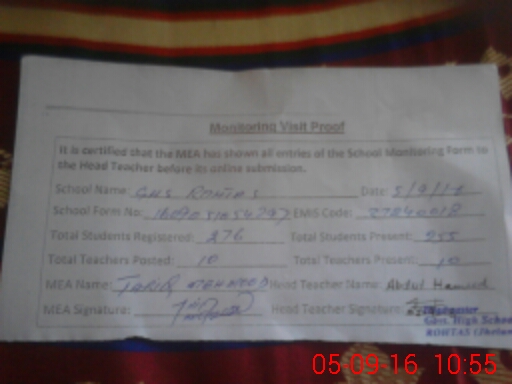 Monitoring Visit Proof
It is certified that the MEA has shown all entries of the School Monitoring Form to
the Head Teacher before its online submission.
School Name: GHS ROHTAS Date: 5/9/16
School Form No: EMIS Code:
Total Students Registered: 276 Total Students Present: 255
Total Teachers Posted: 10 Total Teachers Present: 10
MEA Name: TARIQ MEHMOOD Head Teacher Name: Abdul Hameed
MEA Signature: Head Teacher Signature:
Headmaster
Govt. High School
ROHTAS (Jhelum)
05-09-16 10:55